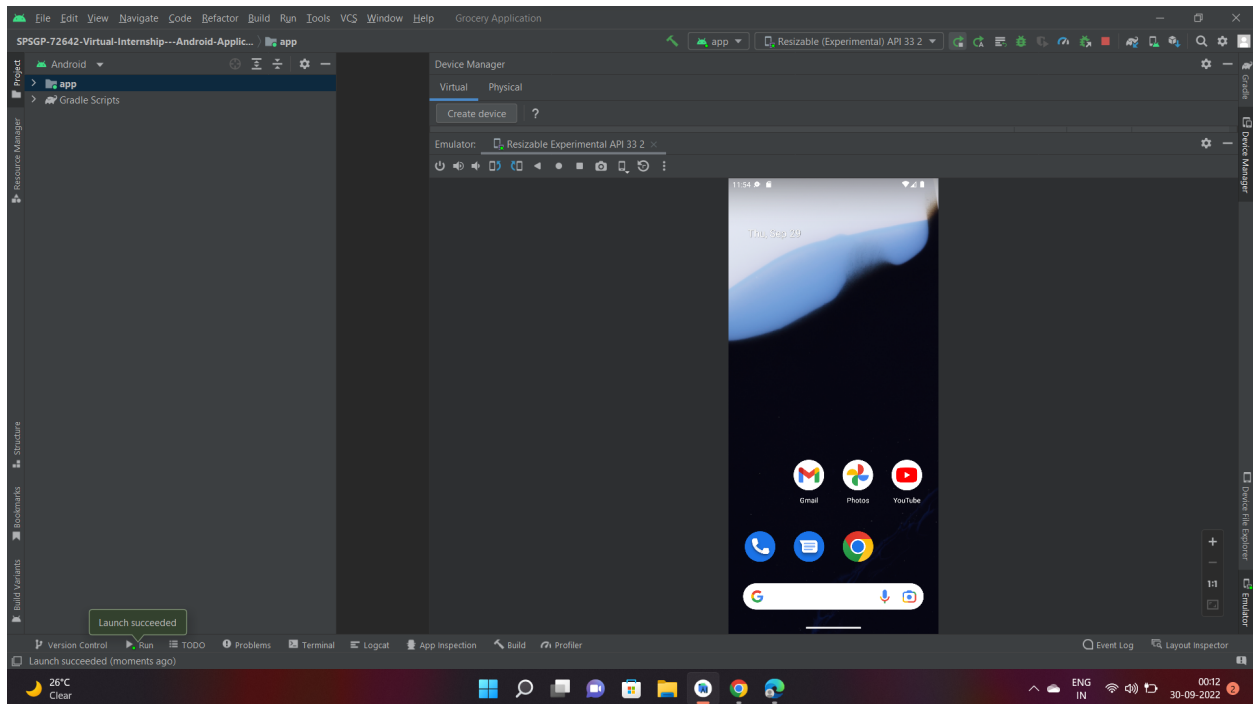 File Edit View Navigate Code Refactor Build Run Tools VCS Window Help Grocery Application
SPSGP-72642-Virtual-Internship---Android-Applic... app
app Resizable (Experimental) API 33 2
Project
Resource Manager
Structure
Bookmarks
Build Variants
Android
app
Gradle Scripts
Device Manager
Virtual Physical
Create device ?
Emulator: Resizable Experimental API 33 2
11:54
Thu, Sep 29
Gmail Photos YouTube
1:1
Gradle
Device Manager
Device File Explorer
Emulator
Launch succeeded
Version Control Run TODO Problems Terminal Logcat App Inspection Build Profiler Event Log Layout Inspector
Launch succeeded (moments ago)
26°C
Clear
ENG
IN
00:12
30-09-2022
2